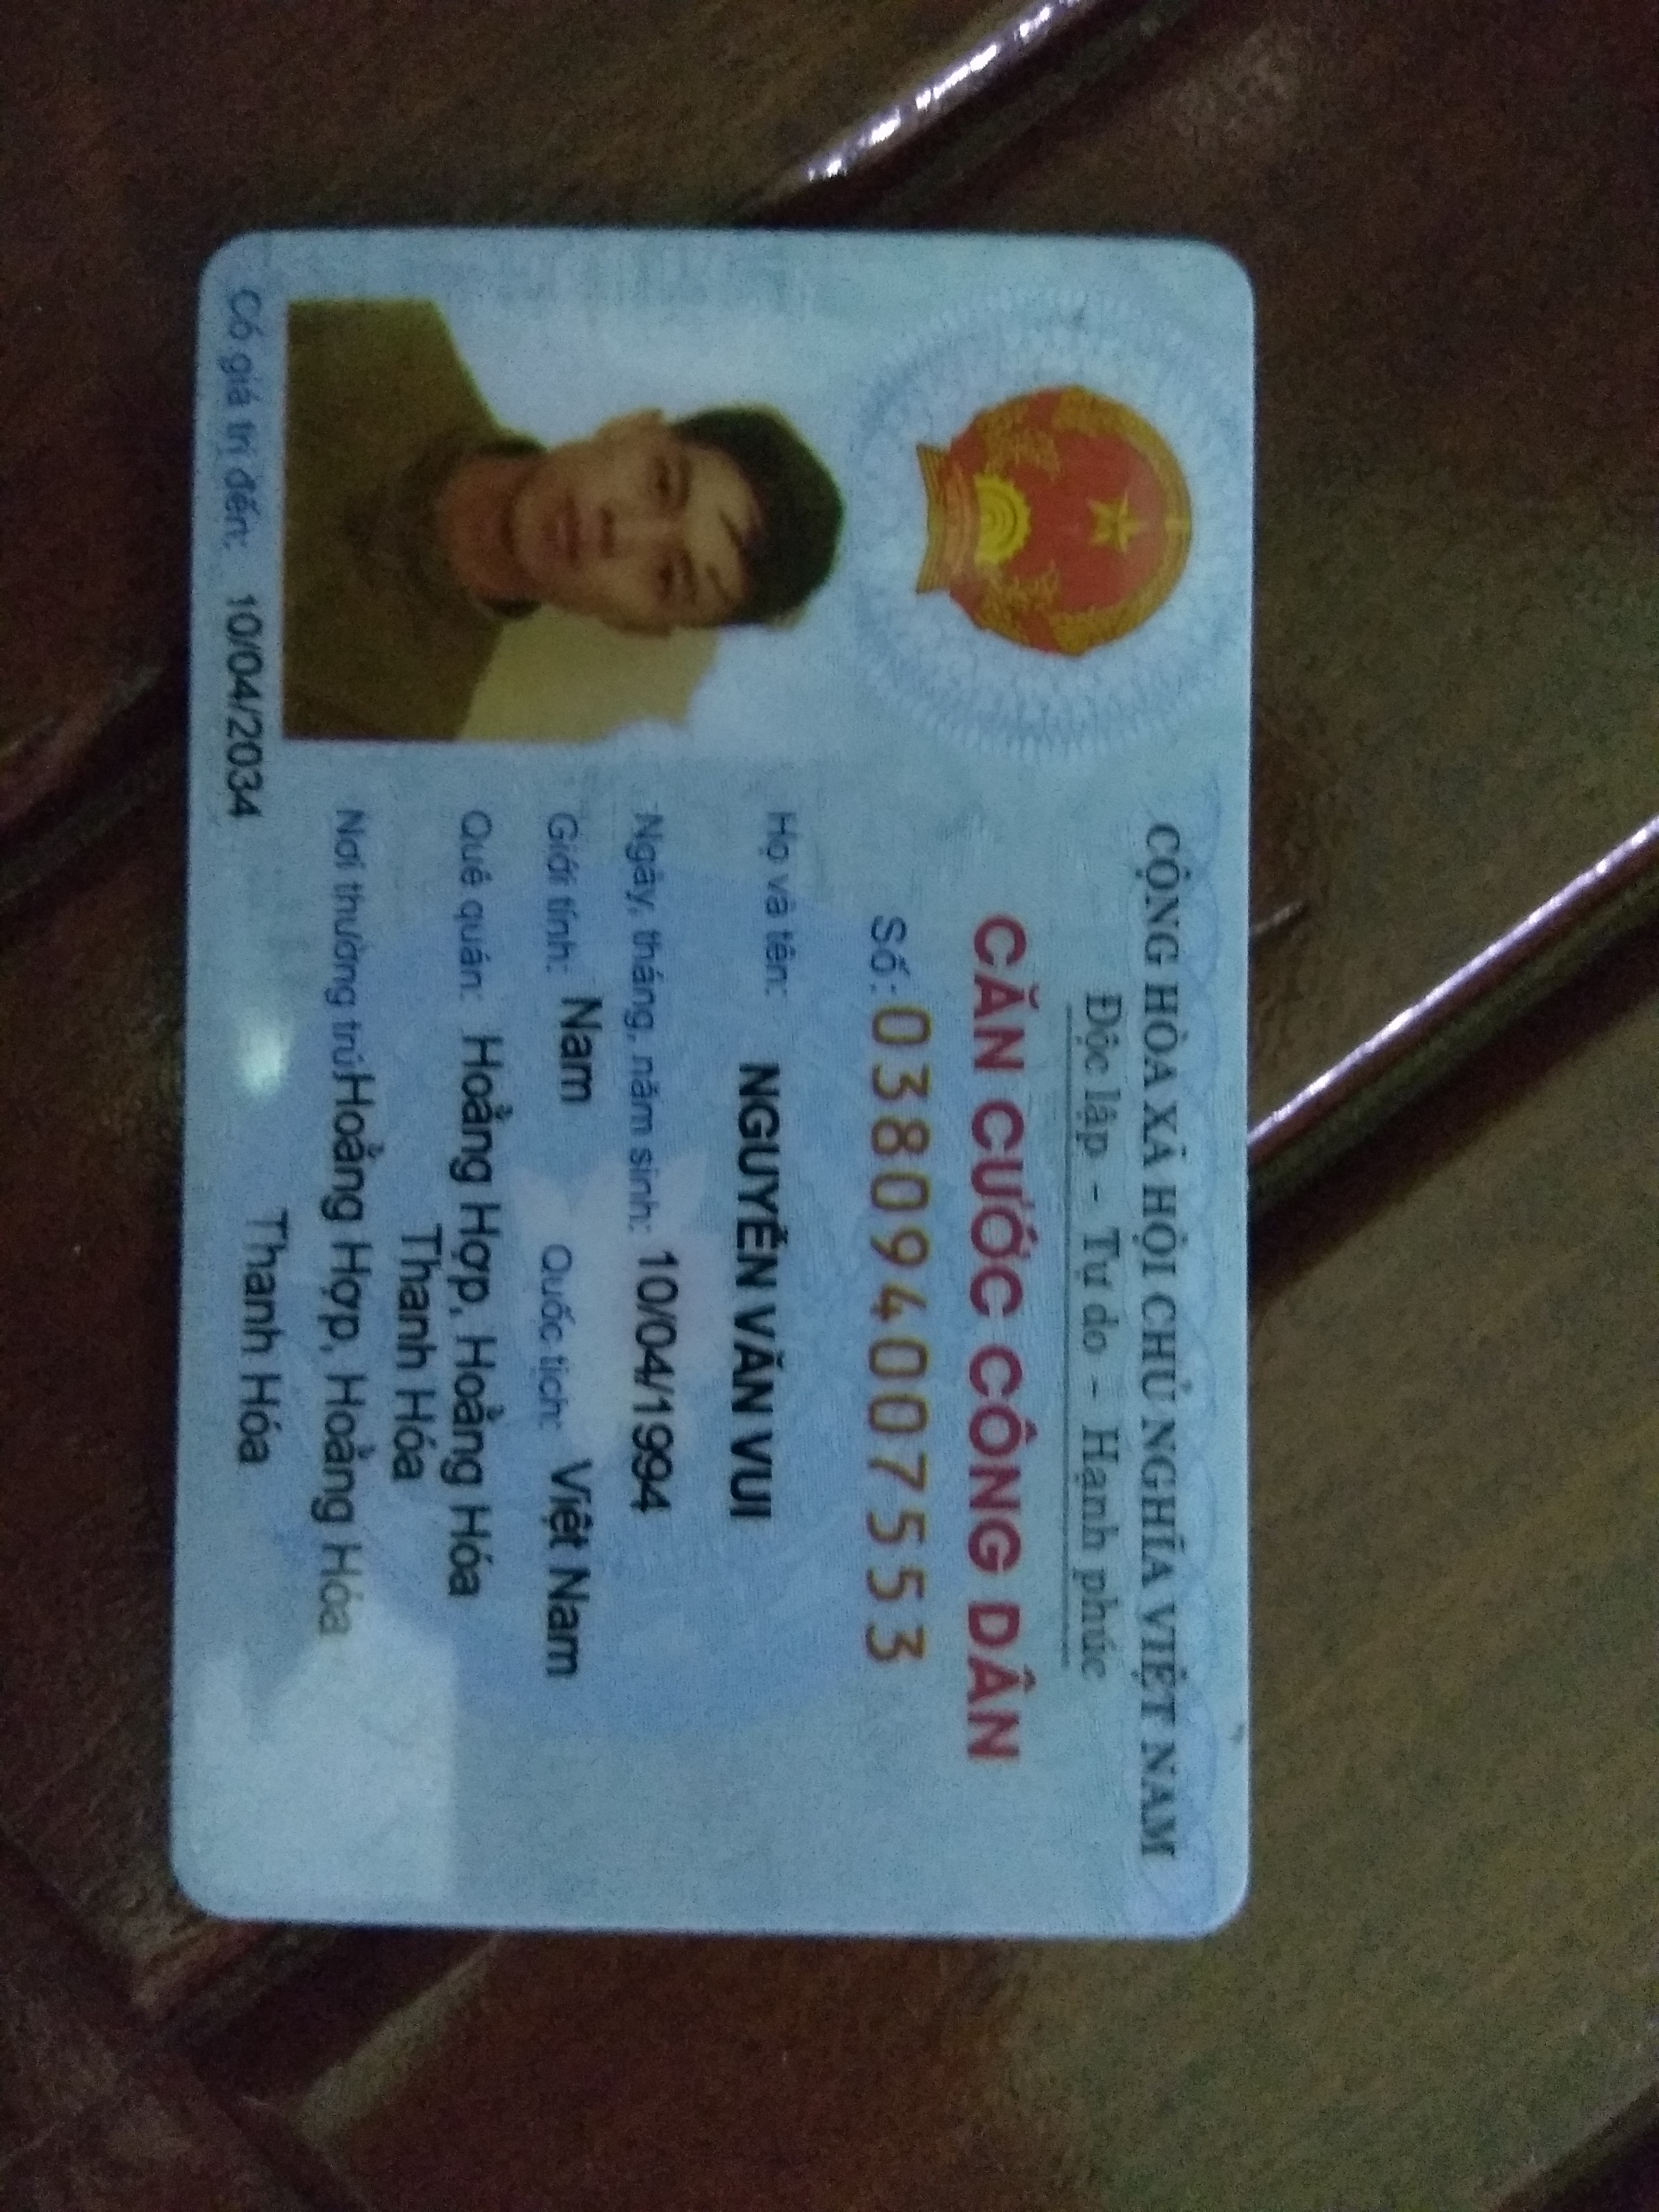 CỘNG HÒA XÃ HỘI CHỦ NGHĨA VIỆT NAM
Độc lập - Tự do - Hạnh phúc
CĂN CƯỚC CÔNG DÂN
Số: 038094007553
Họ và tên:
NGUYỄN VĂN VUI
Ngày, tháng, năm sinh: 10/04/1994
Giới tính: Nam Quốc tịch: Việt Nam
Quê quán: Hoằng Hợp, Hoằng Hóa
Thanh Hóa
Nơi thường trú: Hoằng Hợp, Hoằng Hóa
Thanh Hóa
Có giá trị đến: 10/04/2034